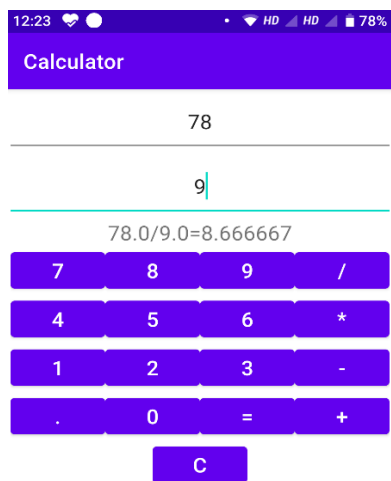 12:23 HD HD 78%
Calculator
78
9
78.0/9.0=8.666667
7 8 9 /
4 5 6 *
1 2 3 -
. 0 = +
C